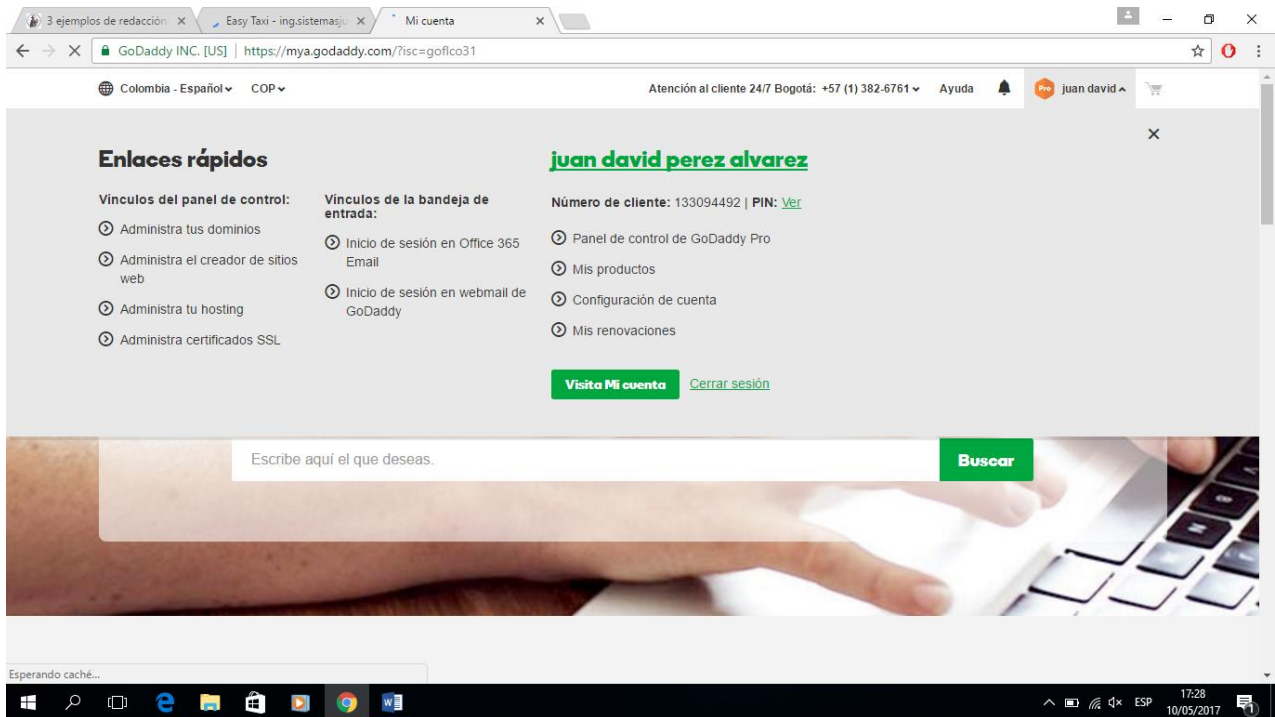 3 ejemplos de redacción
Easy Taxi - ing.sistemasju
Mi cuenta
GoDaddy INC. [US] | https://mya.godaddy.com/?isc=goflco31
Colombia - Español COP
Atención al cliente 24/7 Bogotá: +57 (1) 382-6761 Ayuda
Pro juan david
Enlaces rápidos
Vínculos del panel de control:
Administra tus dominios
Administra el creador de sitios
web
Administra tu hosting
Administra certificados SSL
Vínculos de la bandeja de
entrada:
Inicio de sesión en Office 365
Email
Inicio de sesión en webmail de
GoDaddy
juan david perez alvarez
Número de cliente: 133094492 | PIN: Ver
Panel de control de GoDaddy Pro
Mis productos
Configuración de cuenta
Mis renovaciones
Visita Mi cuenta Cerrar sesión
Escribe aquí el que deseas. Buscar
Esperando caché...
ESP
17:28
10/05/2017
1